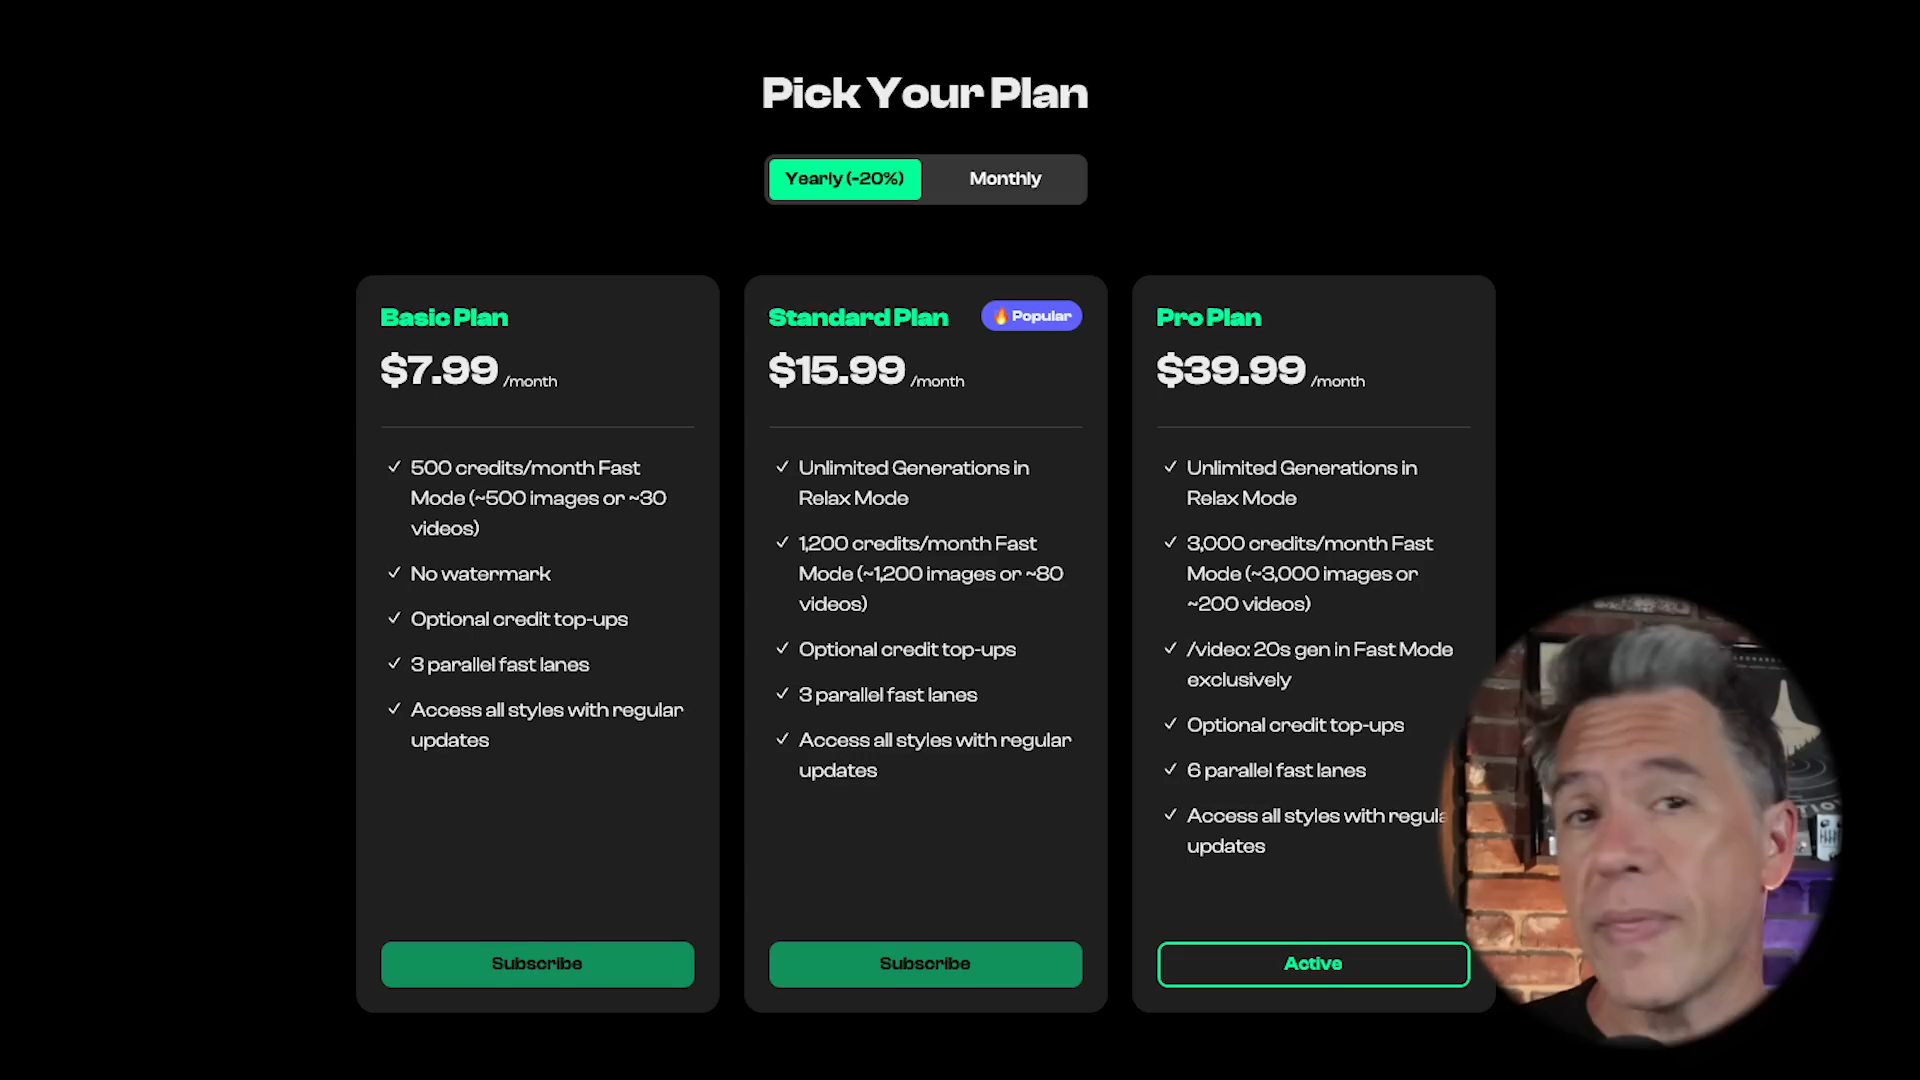 Pick Your Plan
Yearly (-20%)
Monthly
Basic Plan
$7.99 /month
500 credits/month Fast
Mode (~500 images or ~30
videos)
No watermark
Optional credit top-ups
3 parallel fast lanes
Access all styles with regular
updates
Subscribe
Standard Plan
🔥 Popular
$15.99 /month
Unlimited Generations in
Relax Mode
1,200 credits/month Fast
Mode (~1,200 images or ~80
videos)
Optional credit top-ups
3 parallel fast lanes
Access all styles with regular
updates
Subscribe
Pro Plan
$39.99 /month
Unlimited Generations in
Relax Mode
3,000 credits/month Fast
Mode (~3,000 images or
~200 videos)
/video: 20s gen in Fast Mode
exclusively
Optional credit top-ups
6 parallel fast lanes
Access all styles with regula
updates
Active